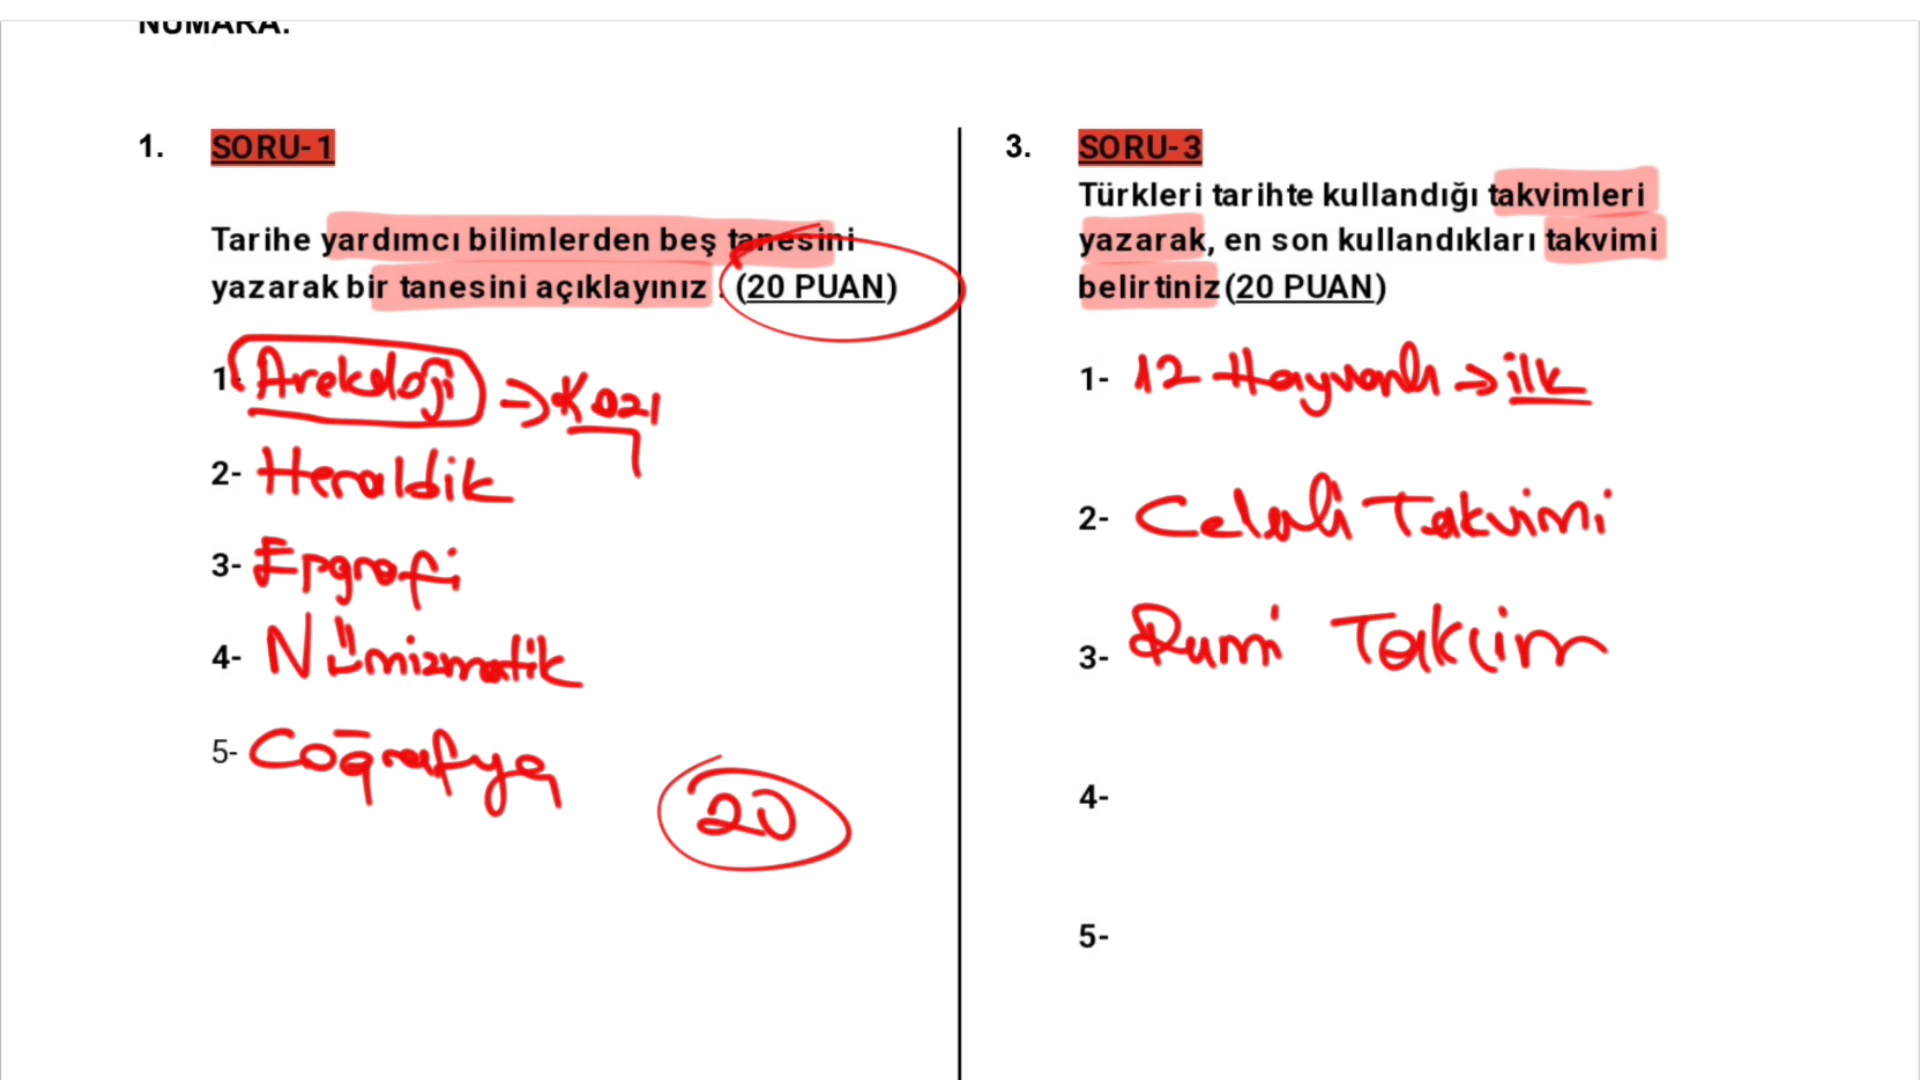 NUMARA:
1. SORU-1
Tarihe yardımcı bilimlerden beş tanesini
yazarak bir tanesini açıklayınız . (20 PUAN)
1- Arekoloji → Kazı
2- Heraldik
3- Epgrafi
4- Nümizmatik
5- Coğrafya
20
3. SORU-3
Türkleri tarihte kullandığı takvimleri
yazarak, en son kullandıkları takvimi
belirtiniz(20 PUAN)
1- 12 Hayvanlı → ilk
2- Celali Takvimi
3- Rumi Takvim
4-
5-